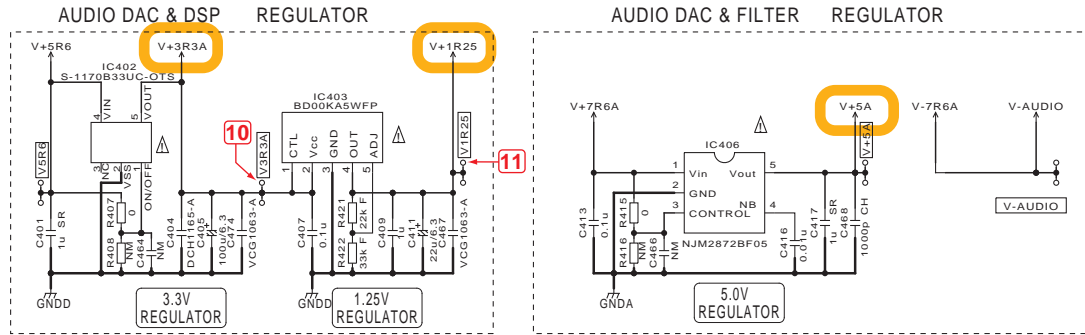 AUDIO DAC & DSP REGULATOR
V+5R6
V+3R3A
V+1R25
S-1170B33UC-OTS
IC402
4
VIN
5
VOUT
3
NC
2
VSS
1
ON/OFF
V5R6
C401
1u SR
R407
0
R408
NM
C464
NM
C404
DCH1165-A
C405
100u/6.3
C474
VCG1063-A
10
V3R3A
IC403
BD00KA5WFP
CTL
Vcc
GND
OUT
ADJ
1
2
3
4
5
V1R25
11
C407
0.1u
R421
22k F
R422
33k F
C409
1u
C411
22u/6.3
C467
VCG1063-A
GNDD
3.3V
REGULATOR
GNDD
1.25V
REGULATOR
AUDIO DAC & FILTER REGULATOR
V+7R6A
V+5A
V-7R6A
V-AUDIO
IC406
1
Vin
Vout
5
2
GND
NB
4
3
CONTROL
NJM2872BF05
V+5A
V-AUDIO
C413
0.1u
R415
0
R416
NM
C466
NM
C416
0.01u
C417
1u SR
C468
1000p CH
GNDA
5.0V
REGULATOR